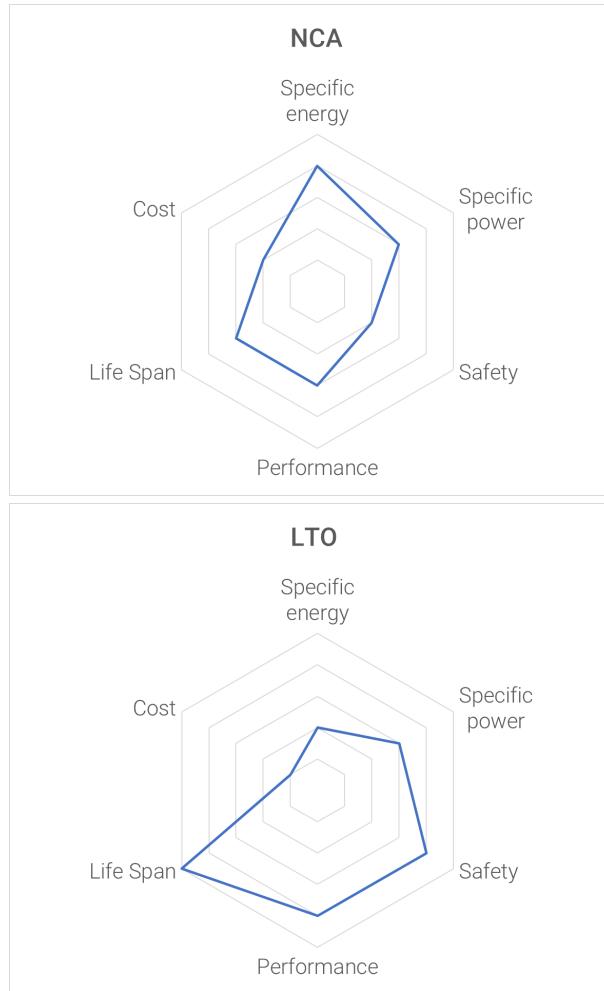 NCA
Specific
energy
Cost
Specific
power
Life Span
Safety
Performance
LTO
Specific
energy
Cost
Specific
power
Life Span
Safety
Performance